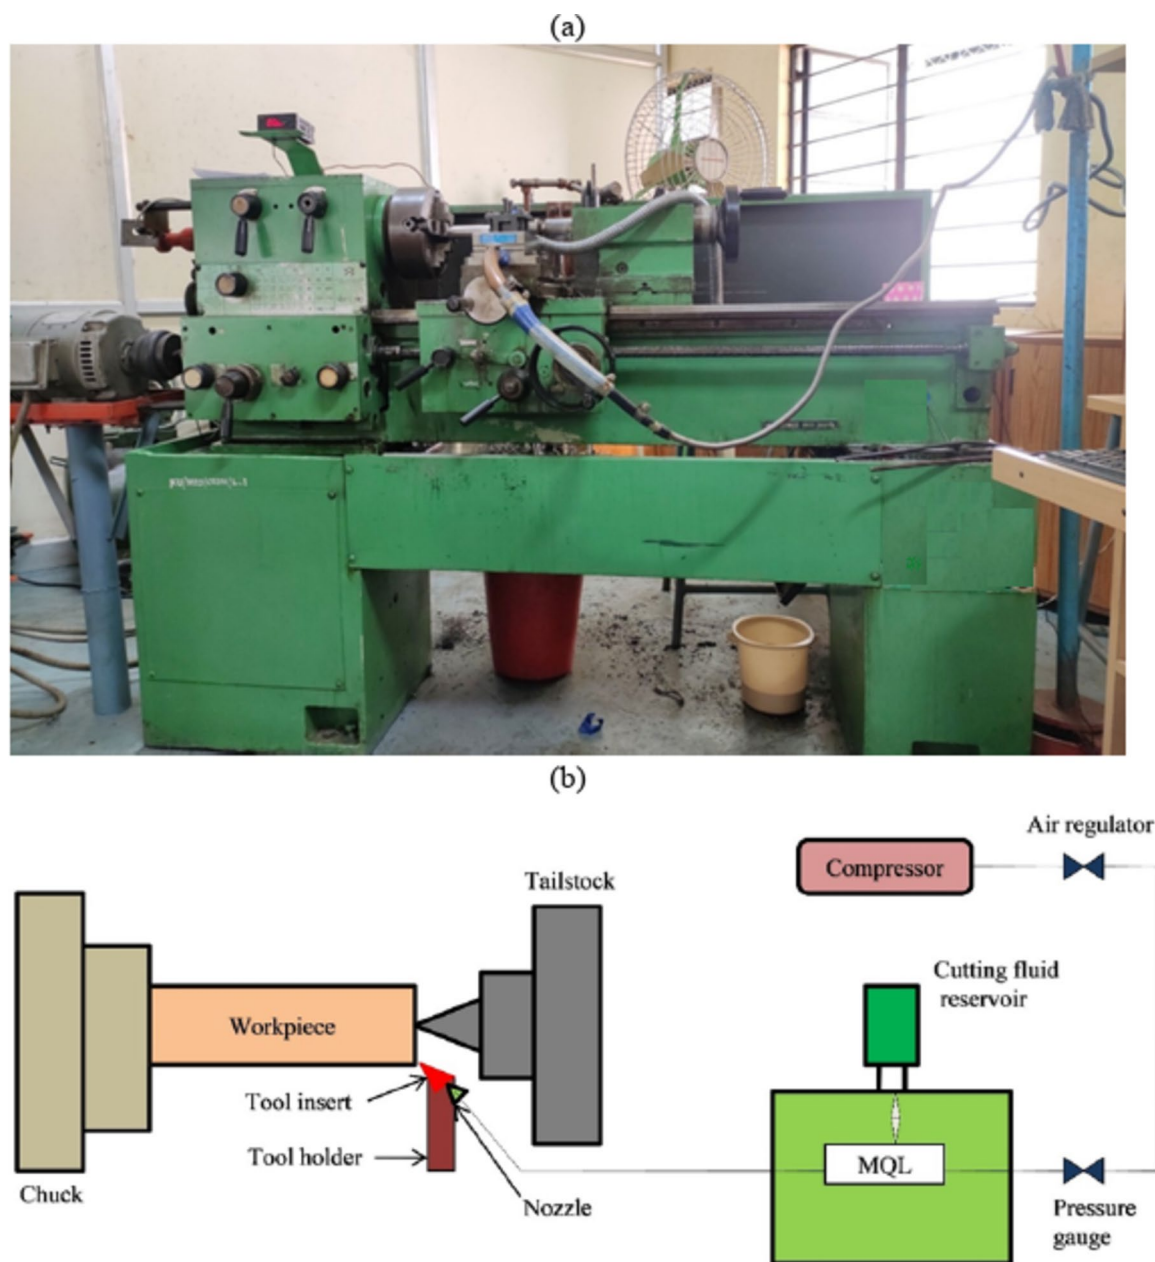 (a)
(b)
Air regulator
Compressor
Tailstock
Cutting fluid
reservoir
Workpiece
Tool insert
MQL
Tool holder
Chuck
Nozzle
Pressure
gauge